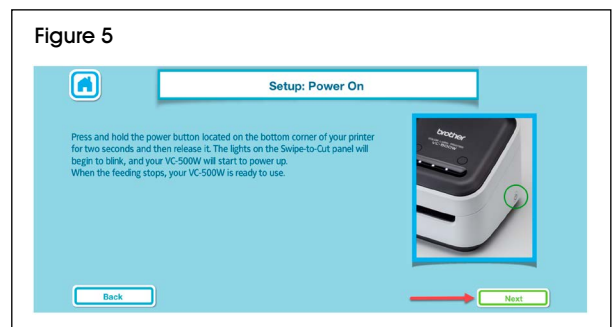 Figure 5
Setup: Power On
Press and hold the power button located on the bottom corner of your printer
for two seconds and then release it. The lights on the Swipe-to-Cut panel will
begin to blink, and your VC-500W will start to power up.
When the feeding stops, your VC-500W is ready to use.
brother
VC-500W
Back
Next